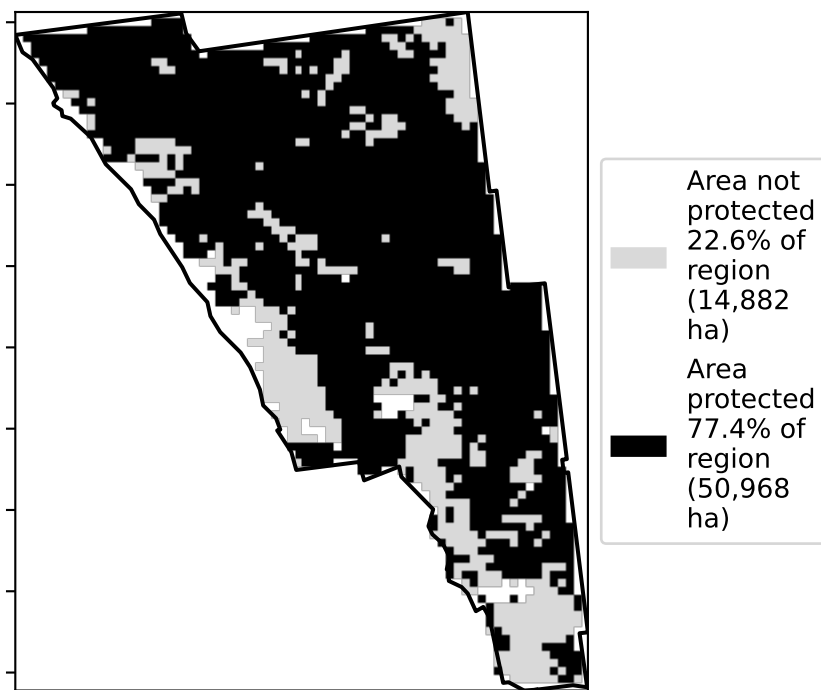 Area not
protected
22.6% of
region
(14,882
ha)
Area
protected
77.4% of
region
(50,968
ha)